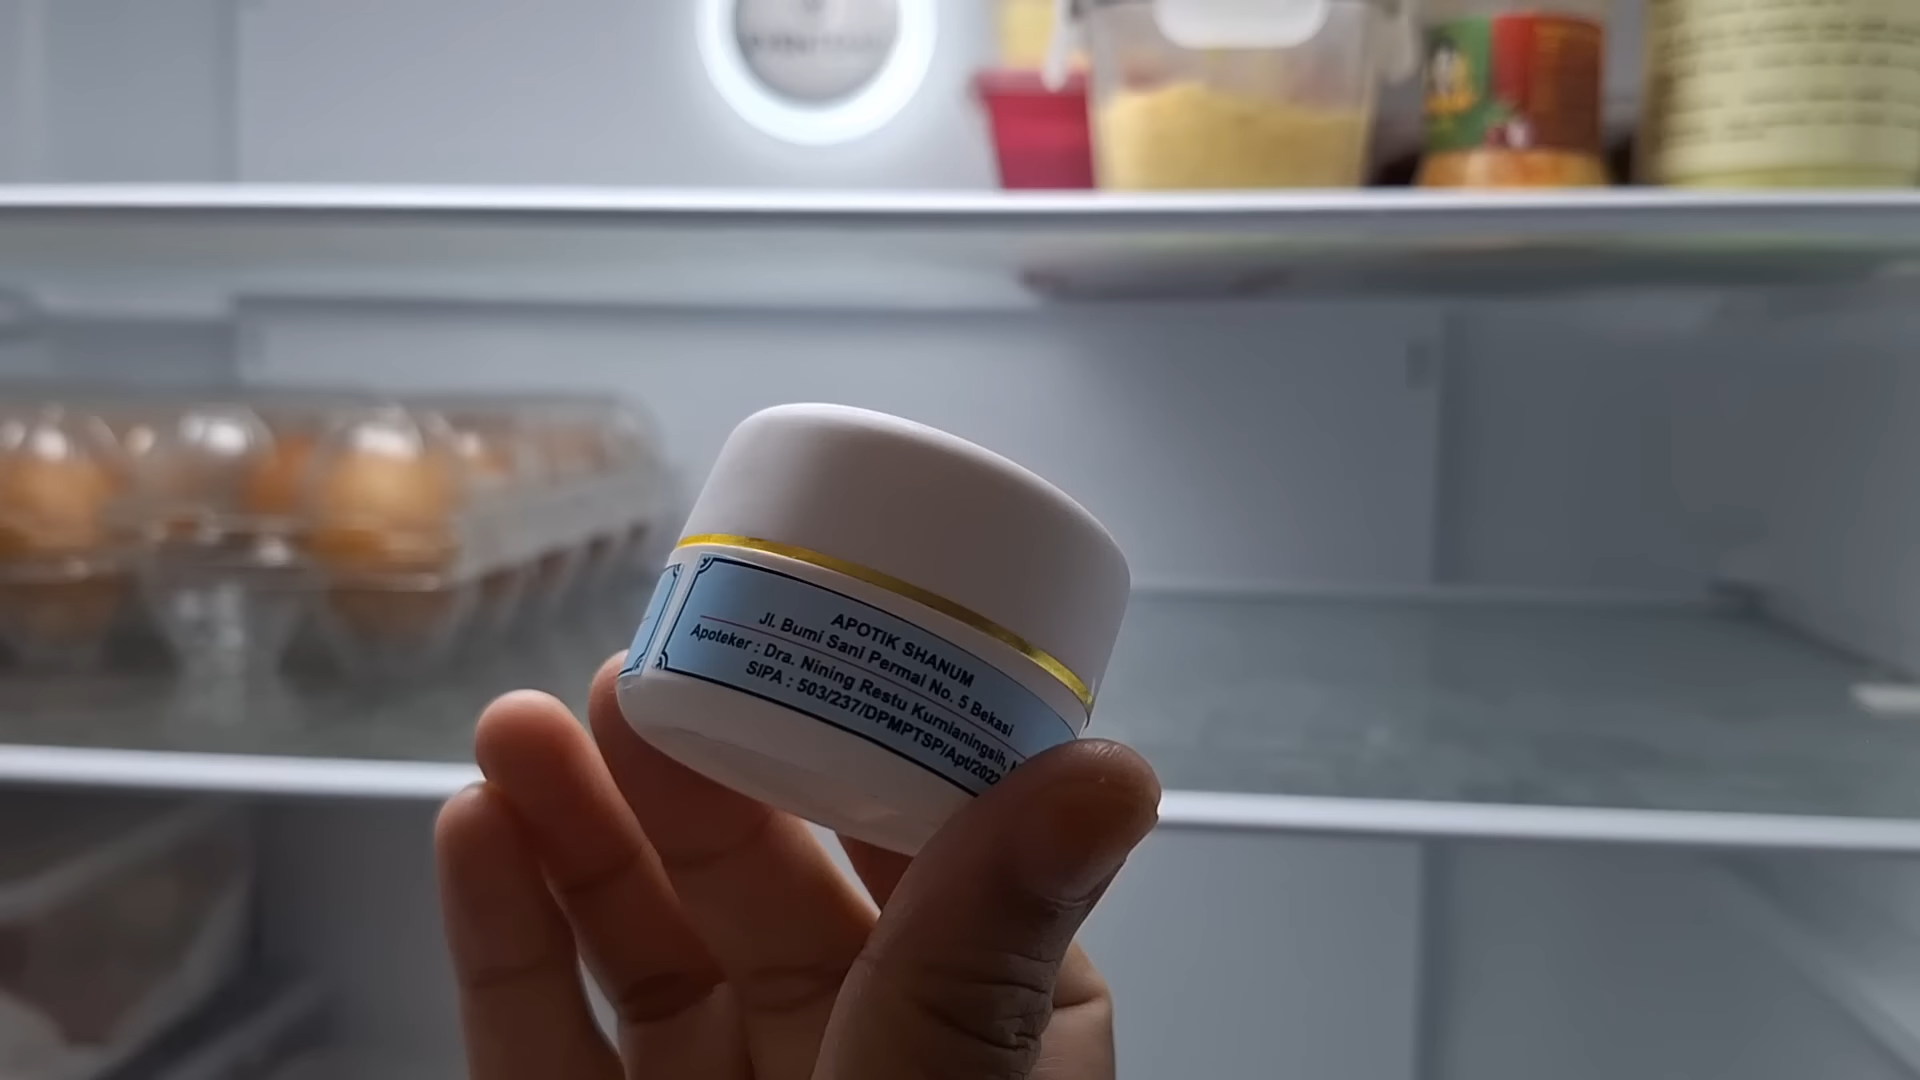 APOTIK SHANUM
Jl. Bumi Sani Permai No. 5 Bekasi
Apoteker : Dra. Nining Restu Kurnianingsih,
SIPA : 503/237/DPMPTSP/Apt/2022